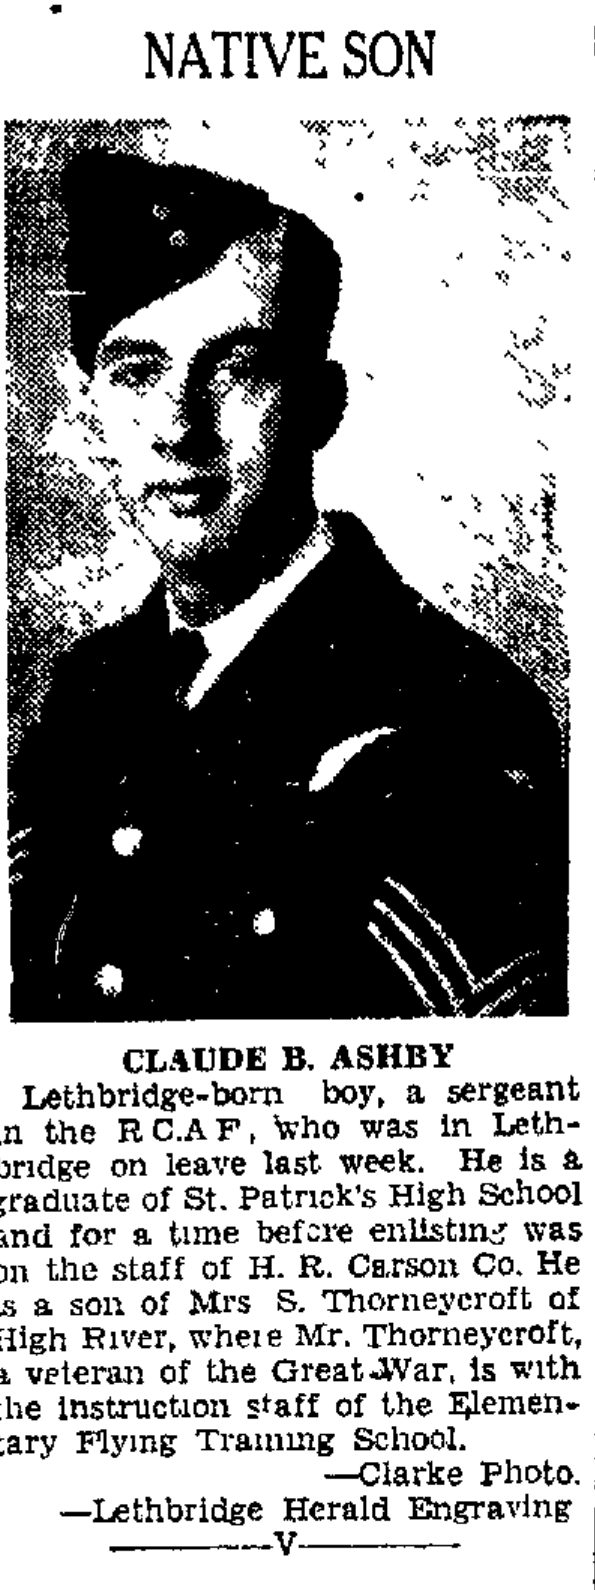 NATIVE SON
CLAUDE B. ASHBY
Lethbridge-born boy, a sergeant
in the R C.A F, who was in Leth-
bridge on leave last week. He is a
graduate of St. Patrick's High School
and for a time before enlisting was
on the staff of H. R. Carson Co. He
is a son of Mrs S. Thorneycroft of
High River, where Mr. Thorneycroft,
a veteran of the Great War, is with
the instruction staff of the Elemen-
tary Flying Training School.
—Clarke Photo.
—Lethbridge Herald Engraving
V